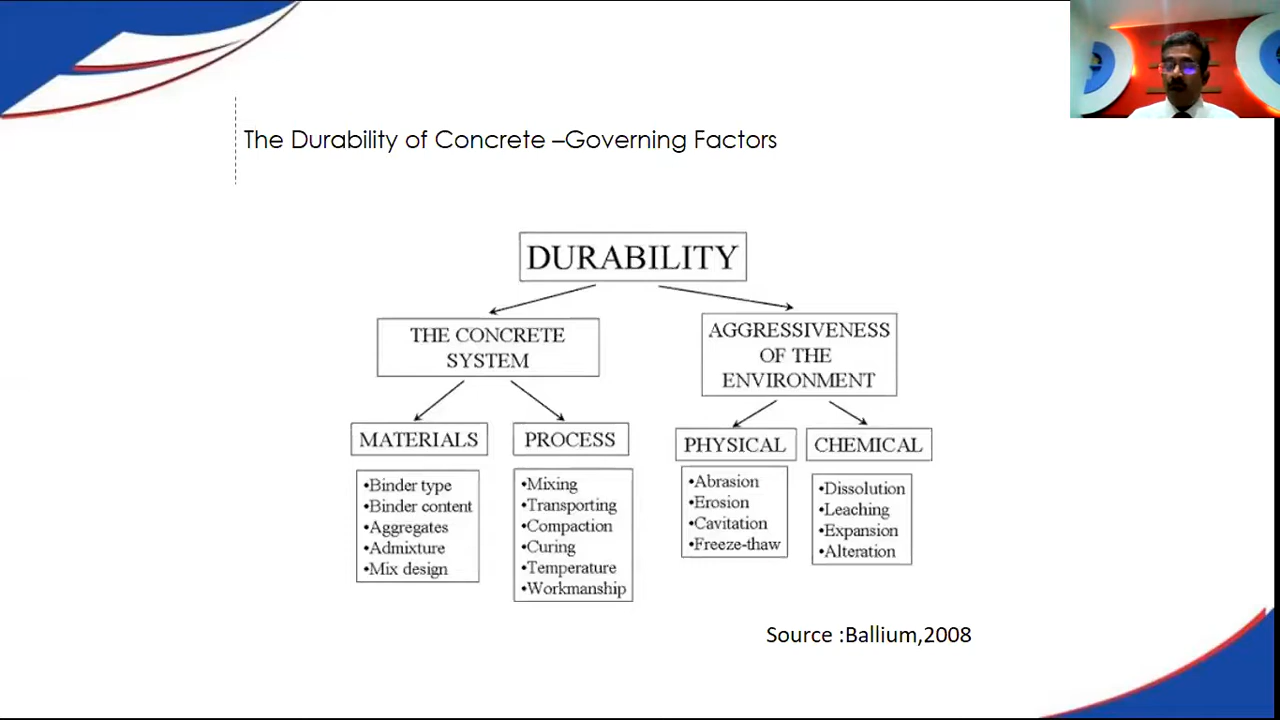 The Durability of Concrete –Governing Factors
DURABILITY
THE CONCRETE
SYSTEM
AGGRESSIVENESS
OF THE
ENVIRONMENT
MATERIALS
PROCESS
PHYSICAL
CHEMICAL
•Binder type
•Binder content
•Aggregates
•Admixture
•Mix design
•Mixing
•Transporting
•Compaction
•Curing
•Temperature
•Workmanship
•Abrasion
•Erosion
•Cavitation
•Freeze-thaw
•Dissolution
•Leaching
•Expansion
•Alteration
Source :Ballium,2008